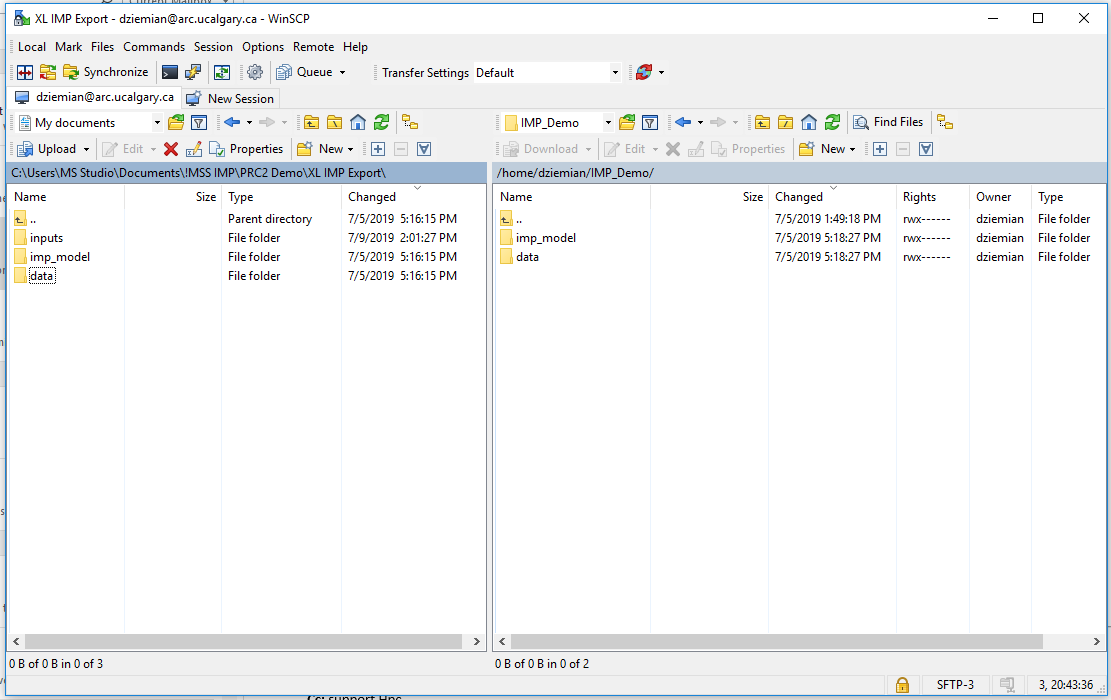 Current Mailbox
XL IMP Export - dziemian@arc.ucalgary.ca - WinSCP
Local Mark Files Commands Session Options Remote Help
Synchronize Queue Transfer Settings Default
dziemian@arc.ucalgary.ca New Session
My documents IMP_Demo Find Files
Upload Edit Properties New Download Edit Properties New
C:\Users\MS Studio\Documents\!MSS IMP\PRC2 Demo\XL IMP Export\ /home/dziemian/IMP_Demo/
Name Size Type Changed Name Size Changed Rights Owner Type
.. Parent directory 7/5/2019 5:16:15 PM .. 7/5/2019 1:49:18 PM rwx------ dziemian File folder
inputs File folder 7/9/2019 2:01:27 PM imp_model 7/5/2019 5:18:27 PM rwx------ dziemian File folder
imp_model File folder 7/5/2019 5:16:15 PM data 7/5/2019 5:18:27 PM rwx------ dziemian File folder
data File folder 7/5/2019 5:16:15 PM
0 B of 0 B in 0 of 3 0 B of 0 B in 0 of 2
SFTP-3 3, 20:43:36
Cc: support Hpc